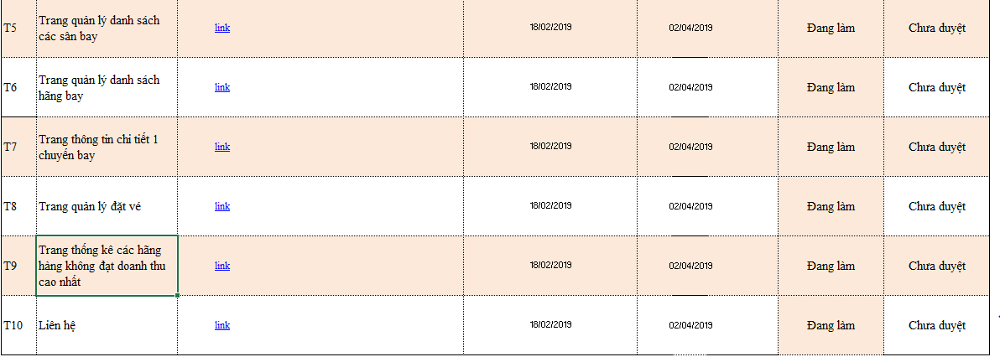 T5
Trang quản lý danh sách
các sân bay
link
18/02/2019
02/04/2019
Đang làm
Chưa duyệt
T6
Trang quản lý danh sách
hãng bay
link
18/02/2019
02/04/2019
Đang làm
Chưa duyệt
T7
Trang thông tin chi tiết 1
chuyến bay
link
18/02/2019
02/04/2019
Đang làm
Chưa duyệt
T8
Trang quản lý đặt vé
link
18/02/2019
02/04/2019
Đang làm
Chưa duyệt
T9
Trang thống kê các hãng
hàng không đạt doanh thu
cao nhất
link
18/02/2019
02/04/2019
Đang làm
Chưa duyệt
T10
Liên hệ
link
18/02/2019
02/04/2019
Đang làm
Chưa duyệt